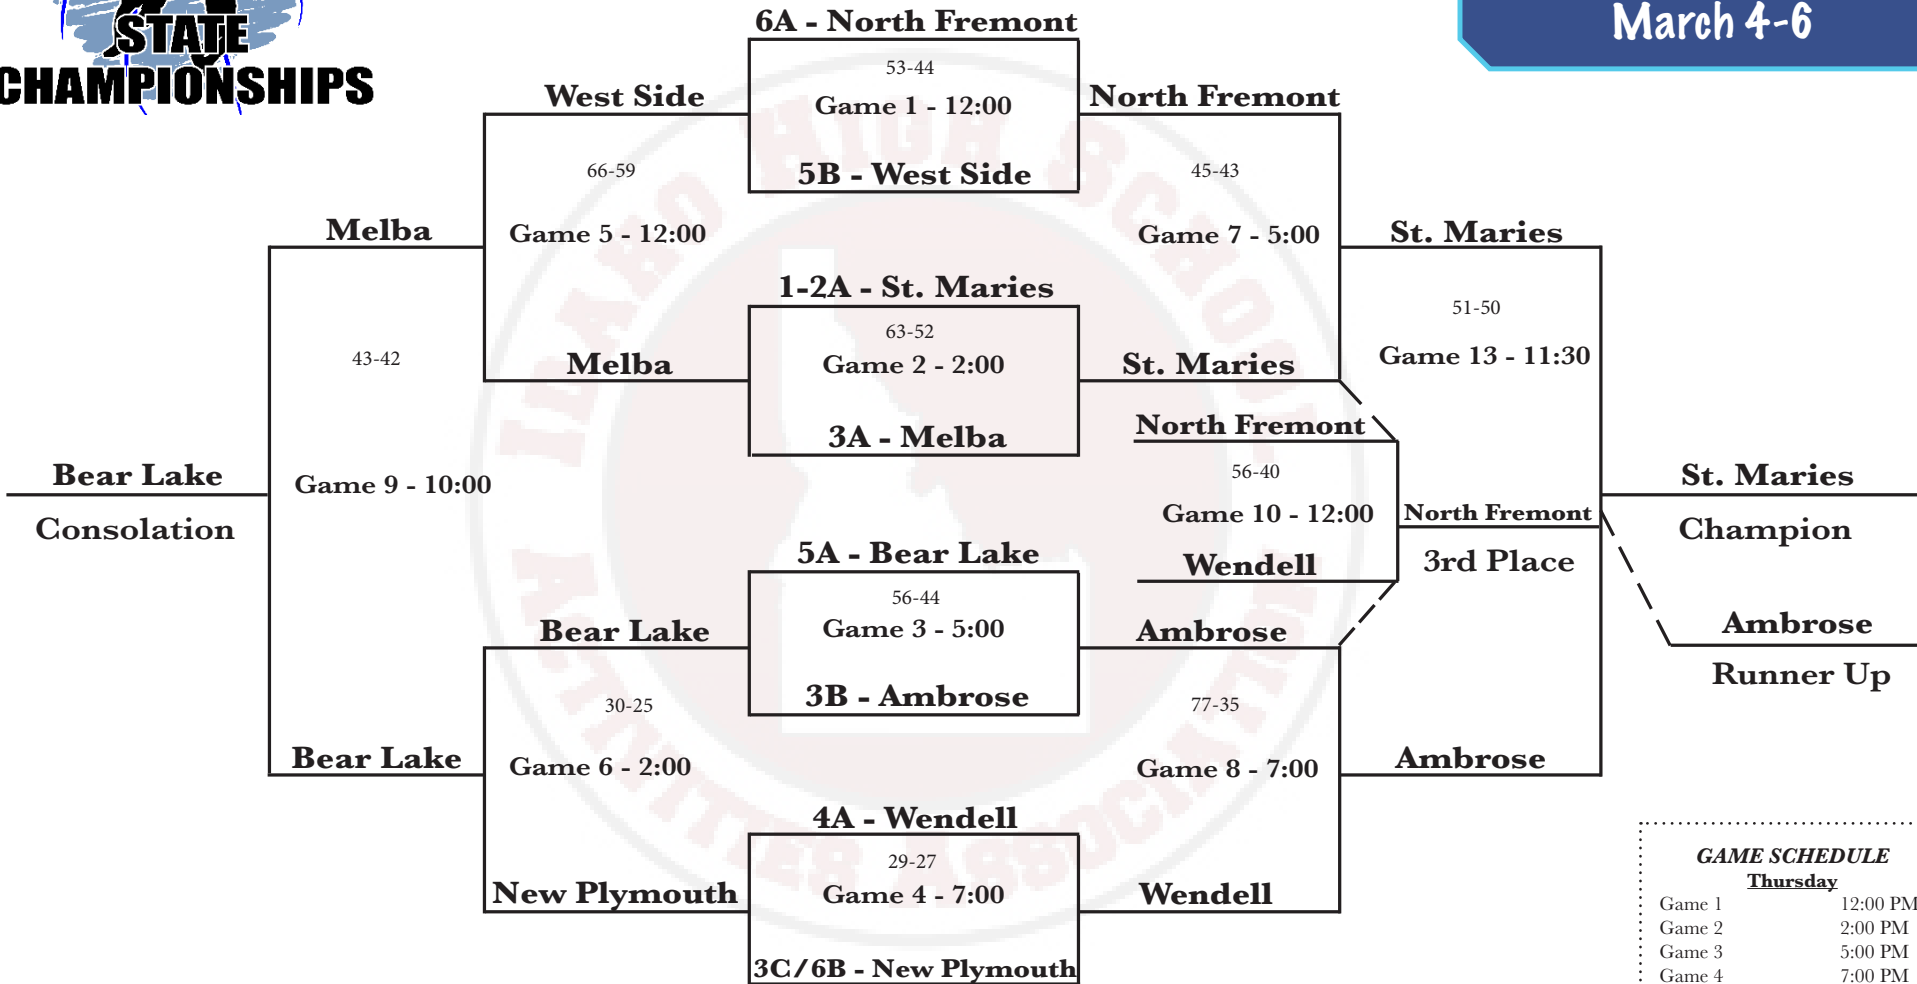 STATE
CHAMPIONSHIPS
March 4-6
6A - North Fremont
53-44
Game 1 - 12:00
5B - West Side
West Side
North Fremont
66-59
Game 5 - 12:00
45-43
Game 7 - 5:00
Melba
St. Maries
1-2A - St. Maries
63-52
Game 2 - 2:00
3A - Melba
Melba
St. Maries
43-42
Game 9 - 10:00
51-50
Game 13 - 11:30
North Fremont
56-40
Game 10 - 12:00
Wendell
North Fremont
3rd Place
Bear Lake
Consolation
St. Maries
Champion
Ambrose
Runner Up
5A - Bear Lake
56-44
Game 3 - 5:00
3B - Ambrose
Bear Lake
Ambrose
30-25
Game 6 - 2:00
77-35
Game 8 - 7:00
Bear Lake
Ambrose
4A - Wendell
29-27
Game 4 - 7:00
3C/6B - New Plymouth
New Plymouth
Wendell
IDAHO HIGH SCHOOL
ACTIVITIES ASSOCIATION
GAME SCHEDULE
Thursday
Game 1 12:00 PM
Game 2 2:00 PM
Game 3 5:00 PM
Game 4 7:00 PM